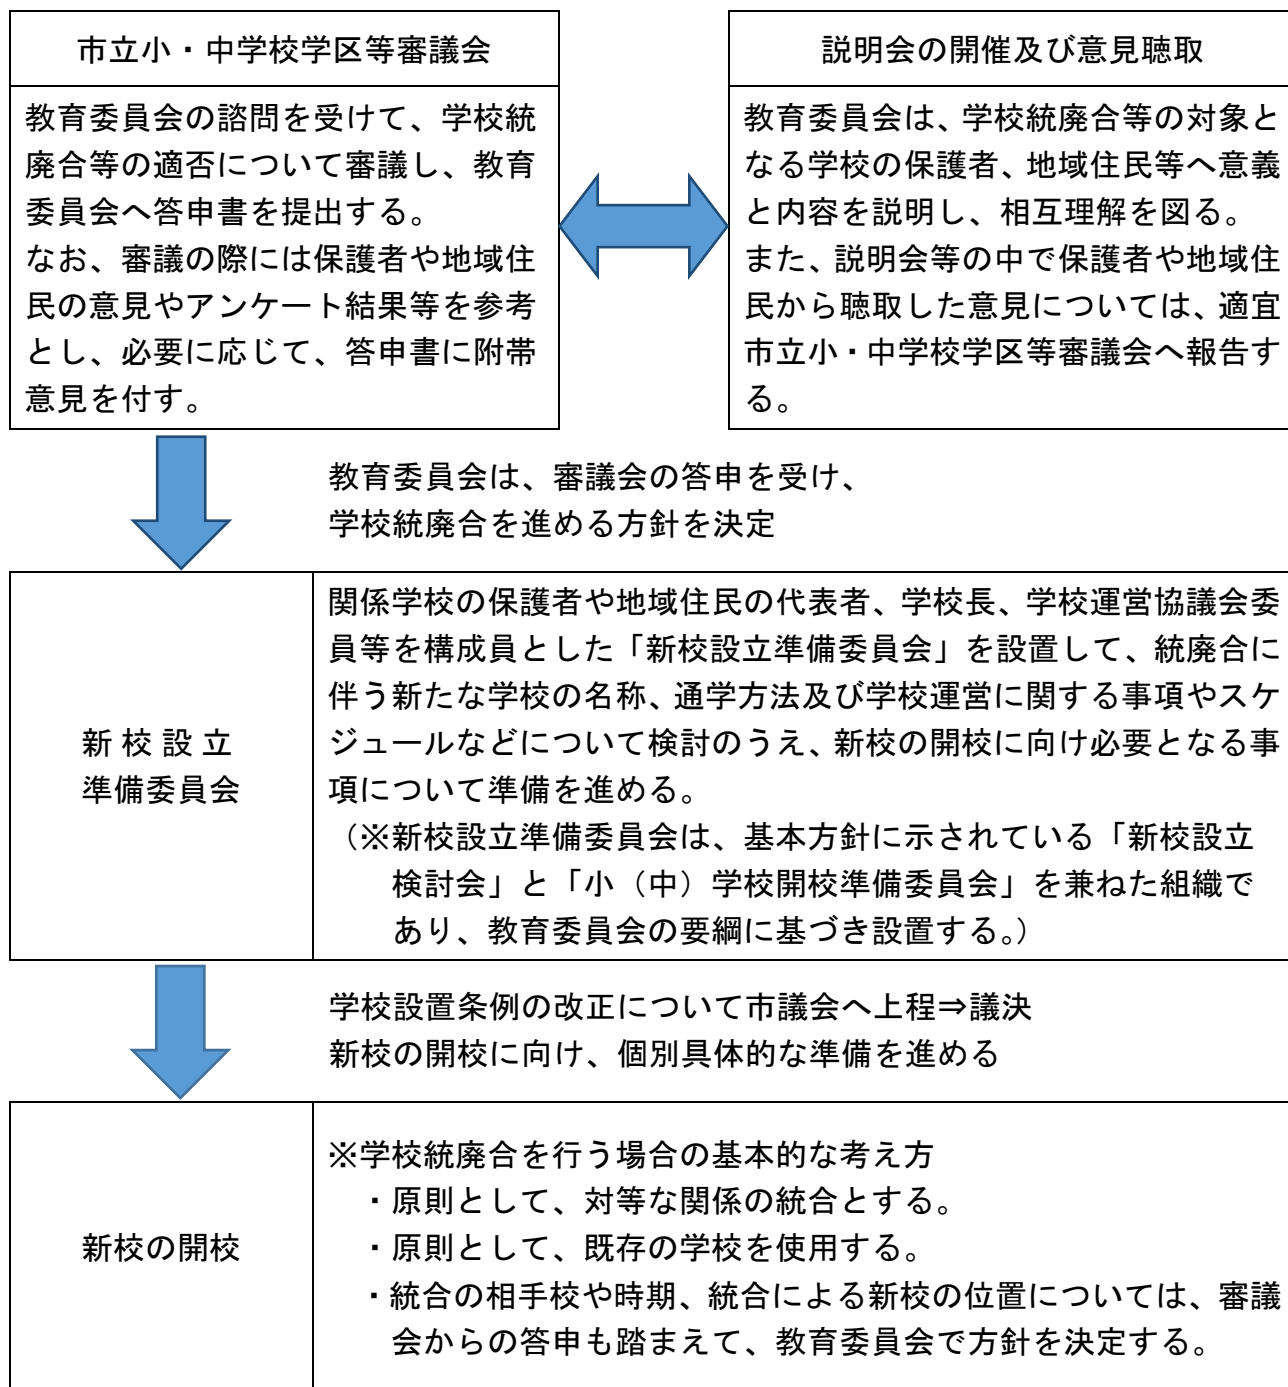 市立小・中学校学区等審議会
教育委員会の諮問を受けて、学校統
廃合等の適否について審議し、教育
委員会へ答申書を提出する。
なお、審議の際には保護者や地域住
民の意見やアンケート結果等を参考
とし、必要に応じて、答申書に附帯
意見を付す。
説明会の開催及び意見聴取
教育委員会は、学校統廃合等の対象と
なる学校の保護者、地域住民等へ意義
と内容を説明し、相互理解を図る。
また、説明会等の中で保護者や地域住
民から聴取した意見については、適宜
市立小・中学校学区等審議会へ報告す
る。
教育委員会は、審議会の答申を受け、
学校統廃合を進める方針を決定
新校設立
準備委員会
関係学校の保護者や地域住民の代表者、学校長、学校運営協議会委
員等を構成員とした「新校設立準備委員会」を設置して、統廃合に
伴う新たな学校の名称、通学方法及び学校運営に関する事項やスケ
ジュールなどについて検討のうえ、新校の開校に向け必要となる事
項について準備を進める。
（※新校設立準備委員会は、基本方針に示されている「新校設立
検討会」と「小（中）学校開校準備委員会」を兼ねた組織で
あり、教育委員会の要綱に基づき設置する。）
学校設置条例の改正について市議会へ上程⇒議決
新校の開校に向け、個別具体的な準備を進める
新校の開校
※学校統廃合を行う場合の基本的な考え方
・原則として、対等な関係の統合とする。
・原則として、既存の学校を使用する。
・統合の相手校や時期、統合による新校の位置については、審議
会からの答申も踏まえて、教育委員会で方針を決定する。